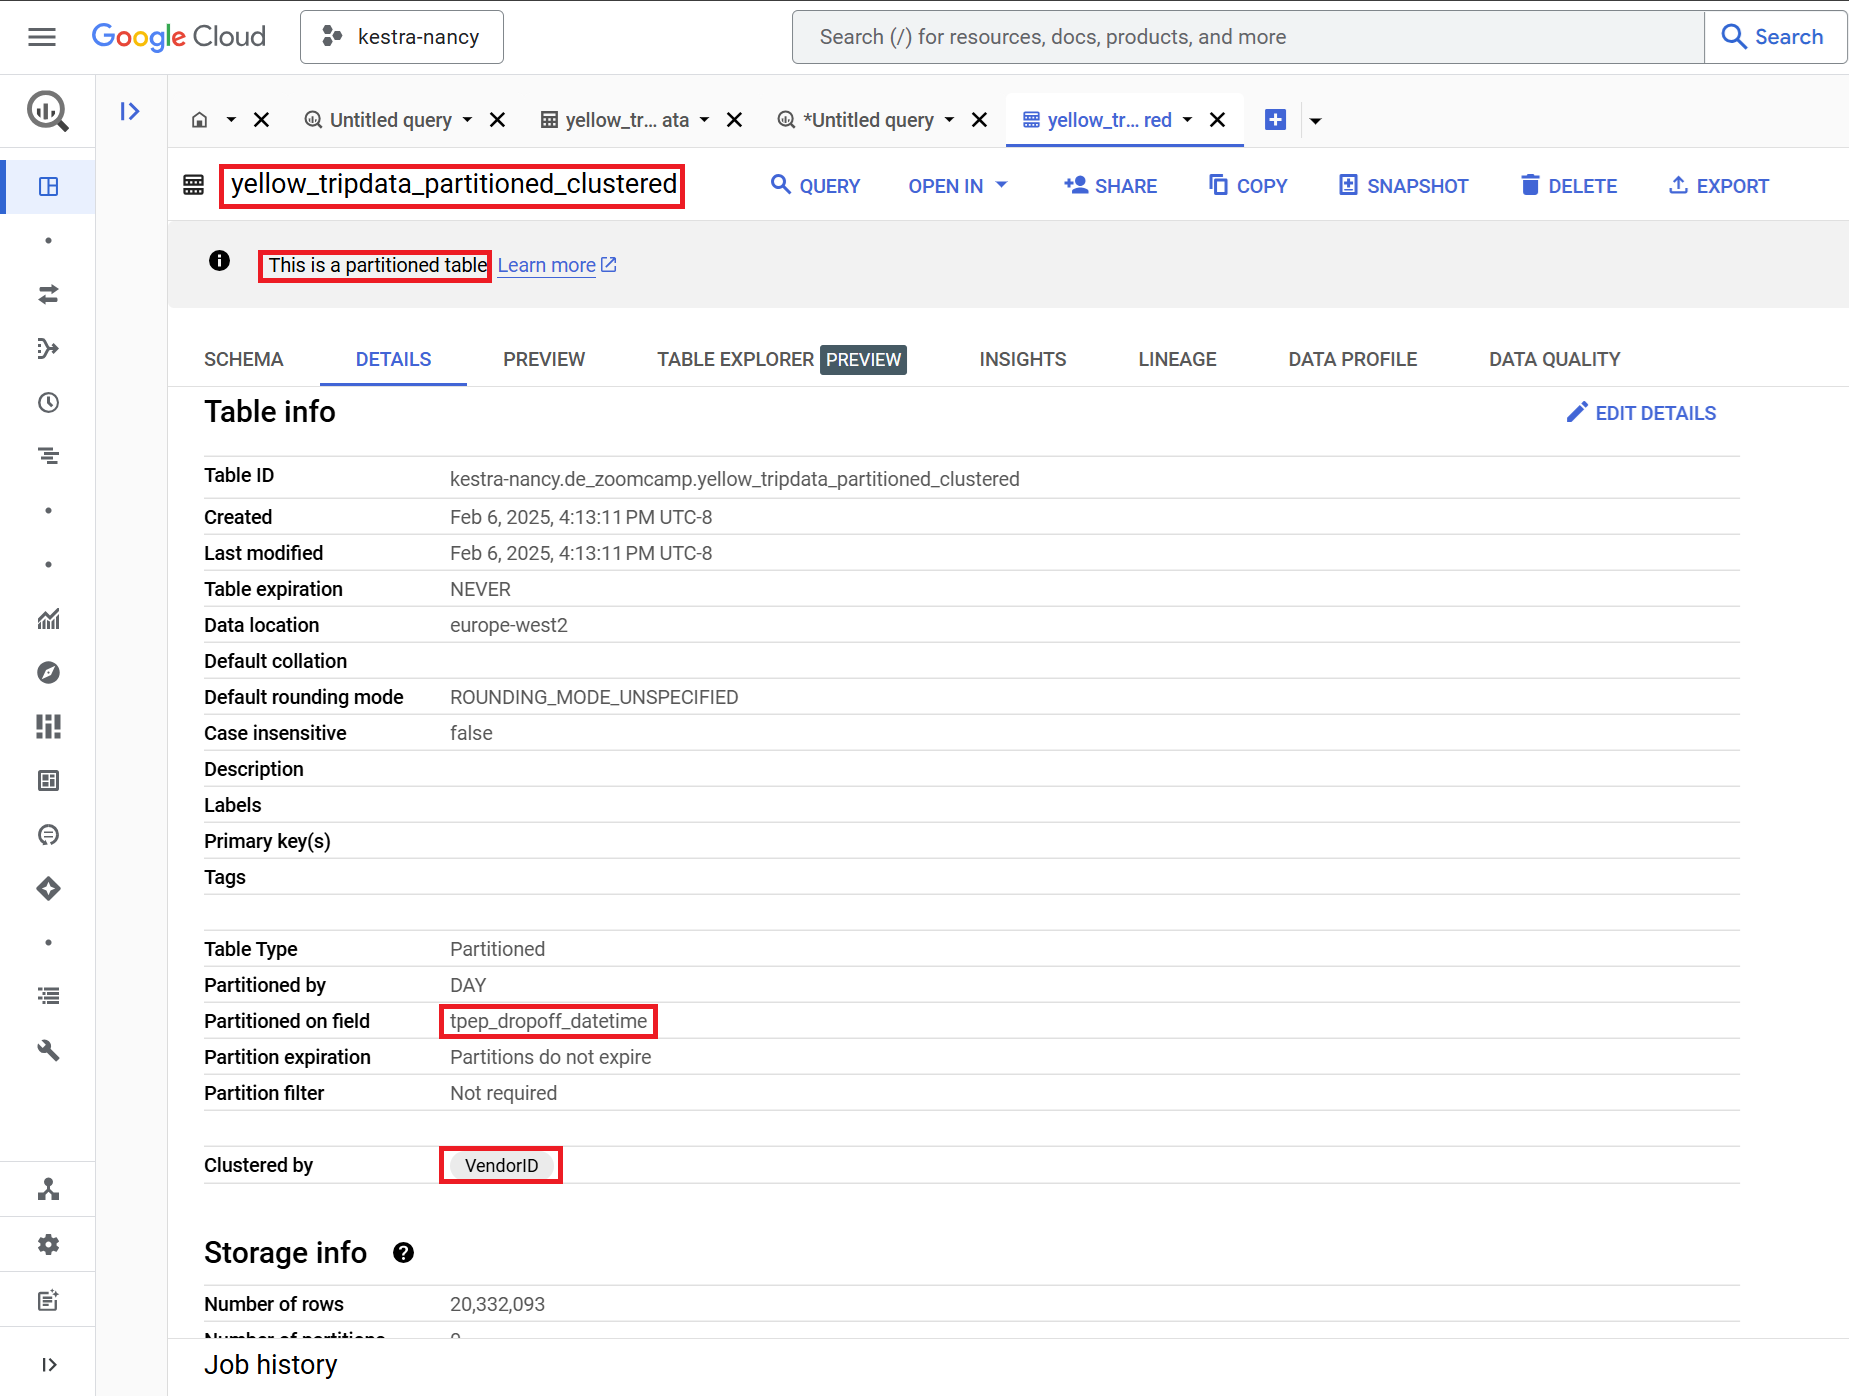 Google Cloud
kestra-nancy
Search (/) for resources, docs, products, and more
Search
Untitled query
yellow_tr... ata
*Untitled query
yellow_tr... red
yellow_tripdata_partitioned_clustered
QUERY
OPEN IN
SHARE
COPY
SNAPSHOT
DELETE
EXPORT
This is a partitioned table Learn more
SCHEMA
DETAILS
PREVIEW
TABLE EXPLORER PREVIEW
INSIGHTS
LINEAGE
DATA PROFILE
DATA QUALITY
Table info
EDIT DETAILS
Table ID kestra-nancy.de_zoomcamp.yellow_tripdata_partitioned_clustered
Created Feb 6, 2025, 4:13:11 PM UTC-8
Last modified Feb 6, 2025, 4:13:11 PM UTC-8
Table expiration NEVER
Data location europe-west2
Default collation
Default rounding mode ROUNDING_MODE_UNSPECIFIED
Case insensitive false
Description
Labels
Primary key(s)
Tags
Table Type Partitioned
Partitioned by DAY
Partitioned on field tpep_dropoff_datetime
Partition expiration Partitions do not expire
Partition filter Not required
Clustered by VendorID
Storage info
Number of rows 20,332,093
Number of partitions
Job history